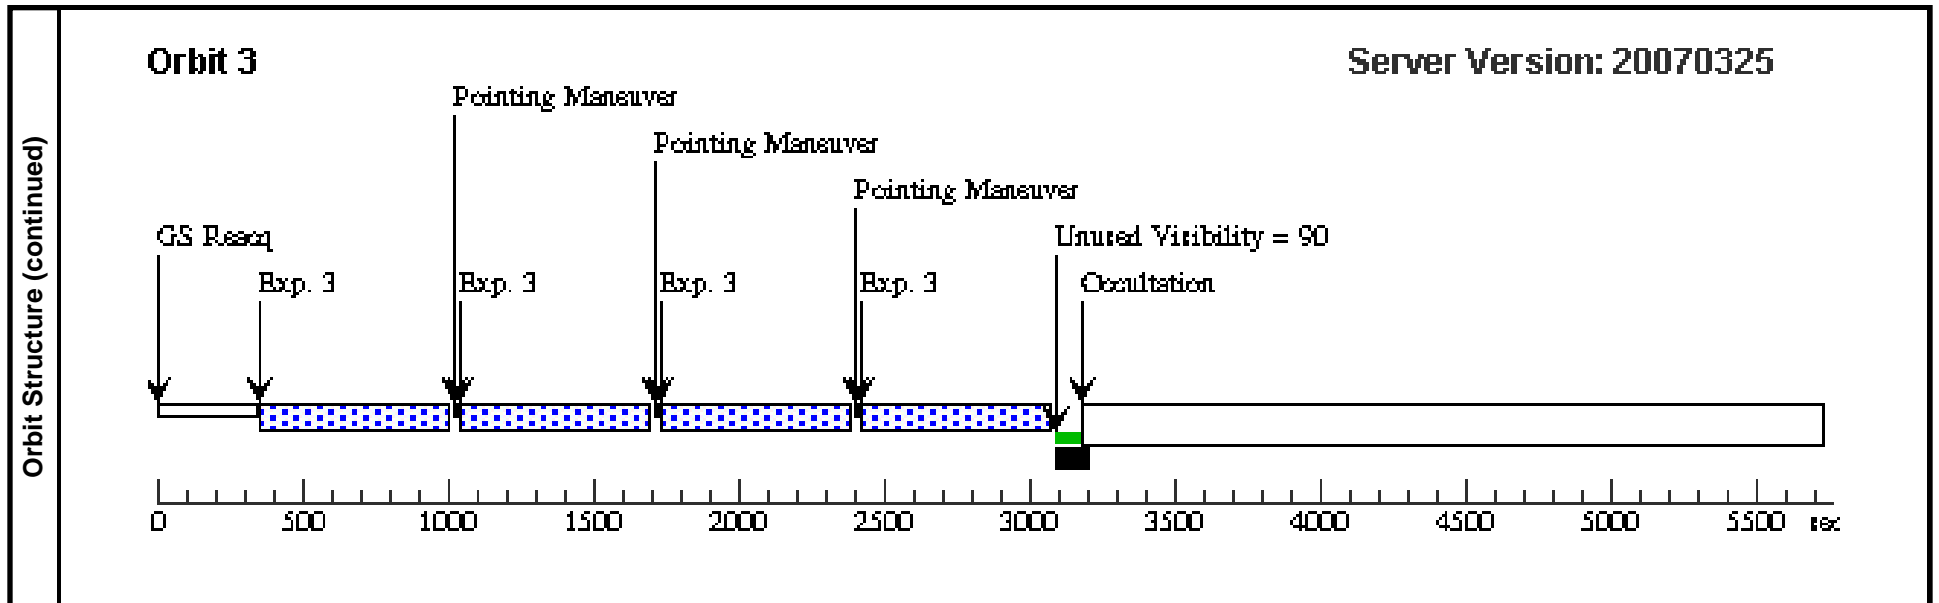 Orbit Structure (continued)
Orbit 3
Server Version: 20070325
Pointing Maneuver
Pointing Maneuver
Pointing Maneuver
GS Reacq
Unused Visibility = 90
Exp. 3
Exp. 3
Exp. 3
Exp. 3
Occultation
0 500 1000 1500 2000 2500 3000 3500 4000 4500 5000 5500 sec